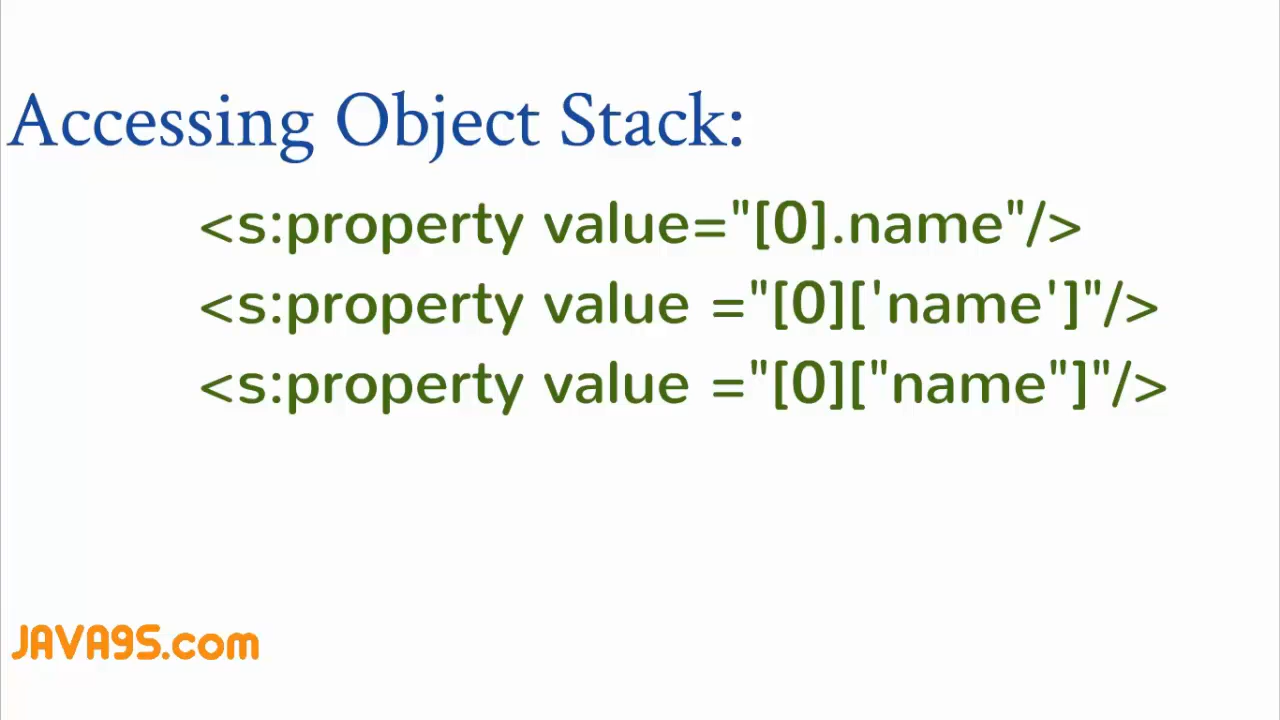 Accessing Object Stack:
<s:property value="[0].name"/>
<s:property value ="[0]['name']"/>
<s:property value ="[0]["name"]"/>
JAVA9S.com